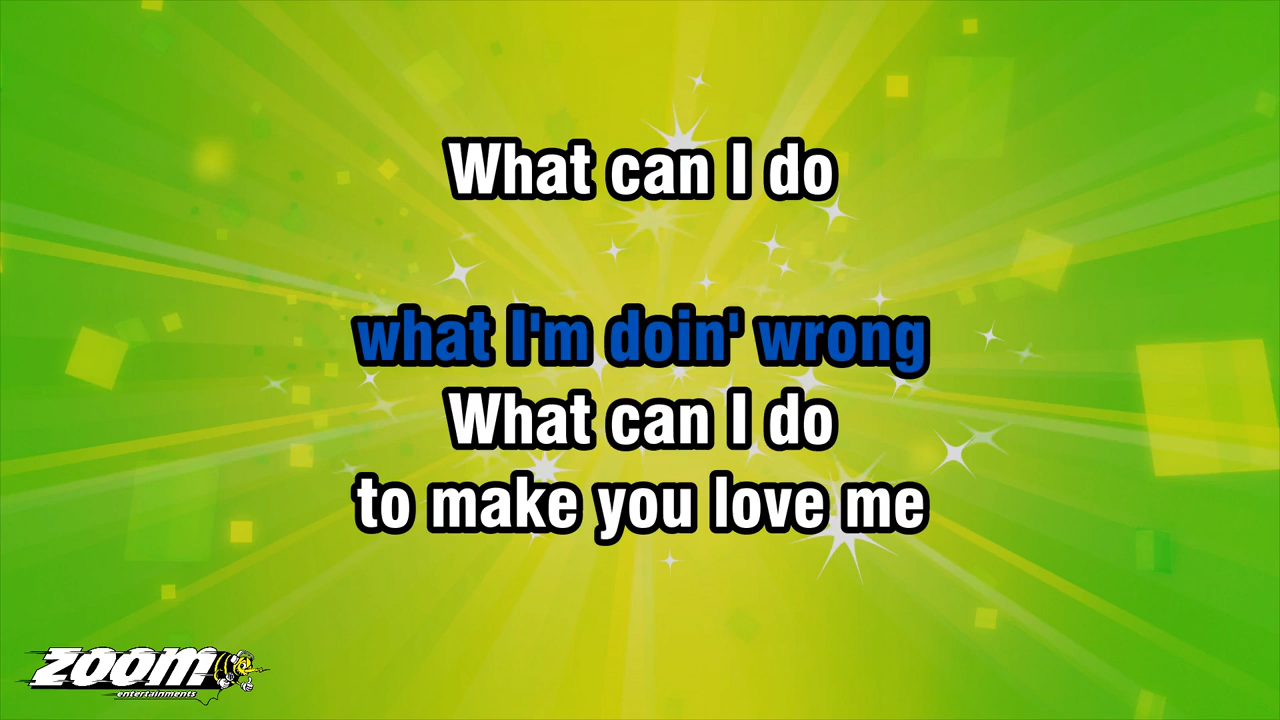 What can I do
what I'm doin' wrong
What can I do
to make you love me
zoom
entertainments